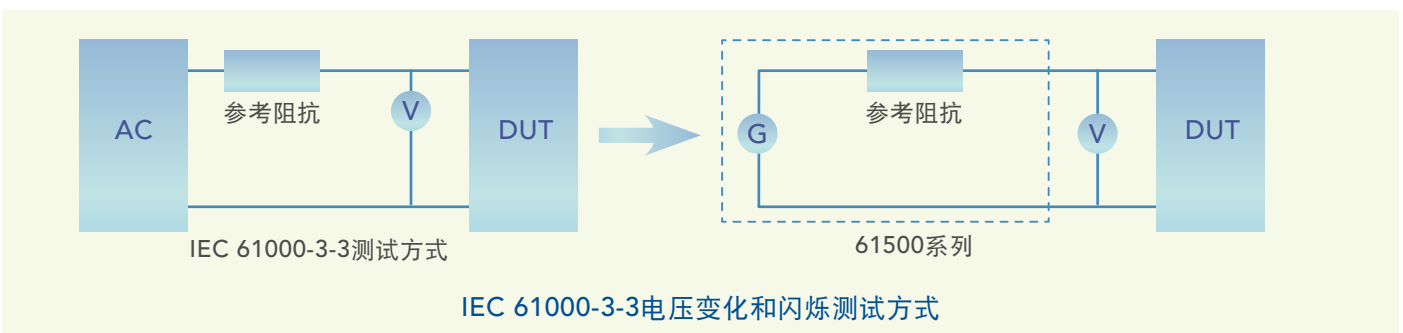 AC
参考阻抗
V
DUT
IEC 61000-3-3测试方式
G
参考阻抗
V
DUT
61500系列
IEC 61000-3-3电压变化和闪烁测试方式